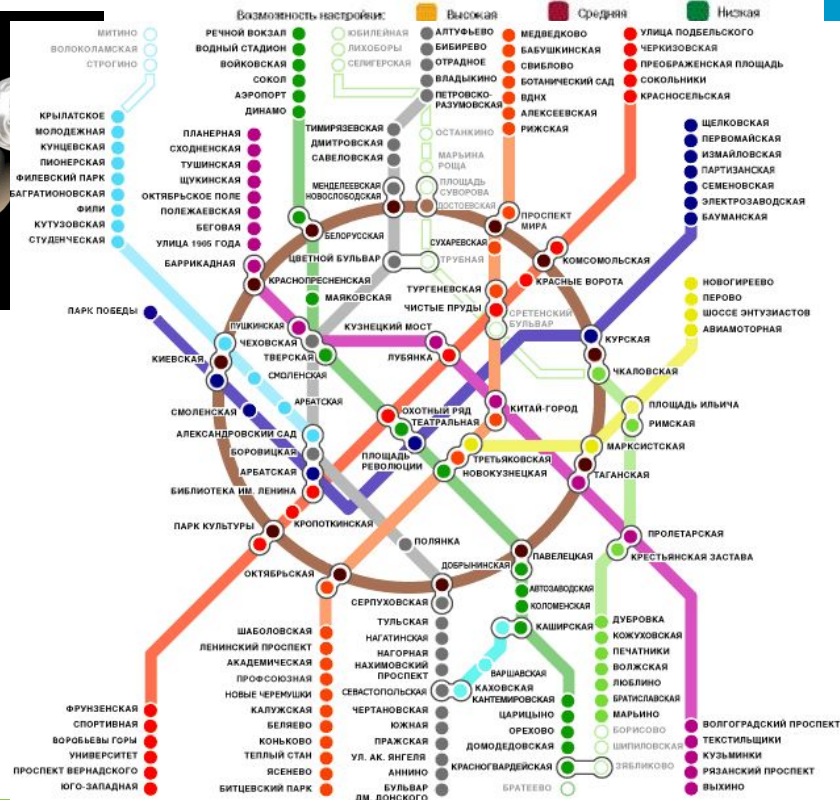 Возможность настройки:
Высокая
Средняя
Низкая
МИТИНО
ВОЛОКОЛАМСКАЯ
СТРОГИНО
РЕЧНОЙ ВОКЗАЛ
ВОДНЫЙ СТАДИОН
ВОЙКОВСКАЯ
СОКОЛ
АЭРОПОРТ
ДИНАМО
ЮБИЛЕЙНАЯ
ЛИХОБОРЫ
СЕЛИГЕРСКАЯ
АЛТУФЬЕВО
БИБИРЕВО
ОТРАДНОЕ
ВЛАДЫКИНО
ПЕТРОВСКО-
РАЗУМОВСКАЯ
МЕДВЕДКОВО
БАБУШКИНСКАЯ
СВИБЛОВО
БОТАНИЧЕСКИЙ САД
ВДНХ
АЛЕКСЕЕВСКАЯ
РИЖСКАЯ
УЛИЦА ПОДБЕЛЬСКОГО
ЧЕРКИЗОВСКАЯ
ПРЕОБРАЖЕНСКАЯ ПЛОЩАДЬ
СОКОЛЬНИКИ
КРАСНОСЕЛЬСКАЯ
ЩЕЛКОВСКАЯ
ПЕРВОМАЙСКАЯ
ИЗМАЙЛОВСКАЯ
ПАРТИЗАНСКАЯ
СЕМЕНОВСКАЯ
ЭЛЕКТРОЗАВОДСКАЯ
БАУМАНСКАЯ
КРЫЛАТСКОЕ
МОЛОДЕЖНАЯ
КУНЦЕВСКАЯ
ПИОНЕРСКАЯ
ФИЛЕВСКИЙ ПАРК
БАГРАТИОНОВСКАЯ
ФИЛИ
КУТУЗОВСКАЯ
СТУДЕНЧЕСКАЯ
ПЛАНЕРНАЯ
СХОДНЕНСКАЯ
ТУШИНСКАЯ
ЩУКИНСКАЯ
ОКТЯБРЬСКОЕ ПОЛЕ
ПОЛЕЖАЕВСКАЯ
БЕГОВАЯ
УЛИЦА 1905 ГОДА
БАРРИКАДНАЯ
ТИМИРЯЗЕВСКАЯ
ДМИТРОВСКАЯ
САВЕЛОВСКАЯ
МЕНДЕЛЕЕВСКАЯ
НОВОСЛОБОДСКАЯ
ОСТАНКИНО
МАРЬИНА
РОЩА
ПЛОЩАДЬ
СУВОРОВА
ДОСТОЕВСКАЯ
ПРОСПЕКТ
МИРА
БЕЛОРУССКАЯ
СУХАРЕВСКАЯ
ЦВЕТНОЙ БУЛЬВАР
ТРУБНАЯ
КОМСОМОЛЬСКАЯ
КРАСНОПРЕСНЕНСКАЯ
ТУРГЕНЕВСКАЯ
КРАСНЫЕ ВОРОТА
МАЯКОВСКАЯ
ЧИСТЫЕ ПРУДЫ
СРЕТЕНСКИЙ
БУЛЬВАР
НОВОГИРЕЕВО
ПЕРОВО
ШОССЕ ЭНТУЗИАСТОВ
АВИАМОТОРНАЯ
ПАРК ПОБЕДЫ
ПУШКИНСКАЯ
КУЗНЕЦКИЙ МОСТ
ЧЕХОВСКАЯ
ТВЕРСКАЯ
ЛУБЯНКА
КУРСКАЯ
КИЕВСКАЯ
СМОЛЕНСКАЯ
ЧКАЛОВСКАЯ
АРБАТСКАЯ
СМОЛЕНСКАЯ
ОХОТНЫЙ РЯД
ТЕАТРАЛЬНАЯ
КИТАЙ-ГОРОД
ПЛОЩАДЬ ИЛЬИЧА
РИМСКАЯ
АЛЕКСАНДРОВСКИЙ САД
БОРОВИЦКАЯ
ПЛОЩАДЬ
РЕВОЛЮЦИИ
ТРЕТЬЯКОВСКАЯ
НОВОКУЗНЕЦКАЯ
МАРКСИСТСКАЯ
АРБАТСКАЯ
ТАГАНСКАЯ
БИБЛИОТЕКА ИМ. ЛЕНИНА
ПАРК КУЛЬТУРЫ
КРОПОТКИНСКАЯ
ПОЛЯНКА
ПРОЛЕТАРСКАЯ
КРЕСТЬЯНСКАЯ ЗАСТАВА
ОКТЯБРЬСКАЯ
ДОБРЫНИНСКАЯ
ПАВЕЛЕЦКАЯ
СЕРПУХОВСКАЯ
АВТОЗАВОДСКАЯ
КОЛОМЕНСКАЯ
КАШИРСКАЯ
ТУЛЬСКАЯ
НАГАТИНСКАЯ
НАГОРНАЯ
НАХИМОВСКИЙ
ПРОСПЕКТ
СЕВАСТОПОЛЬСКАЯ
ЧЕРТАНОВСКАЯ
ЮЖНАЯ
ПРАЖСКАЯ
УЛ. АК. ЯНГЕЛЯ
АННИНО
БУЛЬВАР
ДМ. ДОНСКОГО
ВАРШАВСКАЯ
КАХОВСКАЯ
КАНТЕМИРОВСКАЯ
ЦАРИЦЫНО
ОРЕХОВО
ДОМОДЕДОВСКАЯ
КРАСНОГВАРДЕЙСКАЯ
БРАТЕЕВО
ДУБРОВКА
КОЖУХОВСКАЯ
ПЕЧАТНИКИ
ВОЛЖСКАЯ
ЛЮБЛИНО
БРАТИСЛАВСКАЯ
МАРЬИНО
БОРИСОВО
ШИПИЛОВСКАЯ
ЗЯБЛИКОВО
ШАБОЛОВСКАЯ
ЛЕНИНСКИЙ ПРОСПЕКТ
АКАДЕМИЧЕСКАЯ
ПРОФСОЮЗНАЯ
НОВЫЕ ЧЕРЕМУШКИ
КАЛУЖСКАЯ
БЕЛЯЕВО
КОНЬКОВО
ТЕПЛЫЙ СТАН
ЯСЕНЕВО
БИТЦЕВСКИЙ ПАРК
ФРУНЗЕНСКАЯ
СПОРТИВНАЯ
ВОРОБЬЕВЫ ГОРЫ
УНИВЕРСИТЕТ
ПРОСПЕКТ ВЕРНАДСКОГО
ЮГО-ЗАПАДНАЯ
ВОЛГОГРАДСКИЙ ПРОСПЕКТ
ТЕКСТИЛЬЩИКИ
КУЗЬМИНКИ
РЯЗАНСКИЙ ПРОСПЕКТ
ВЫХИНО